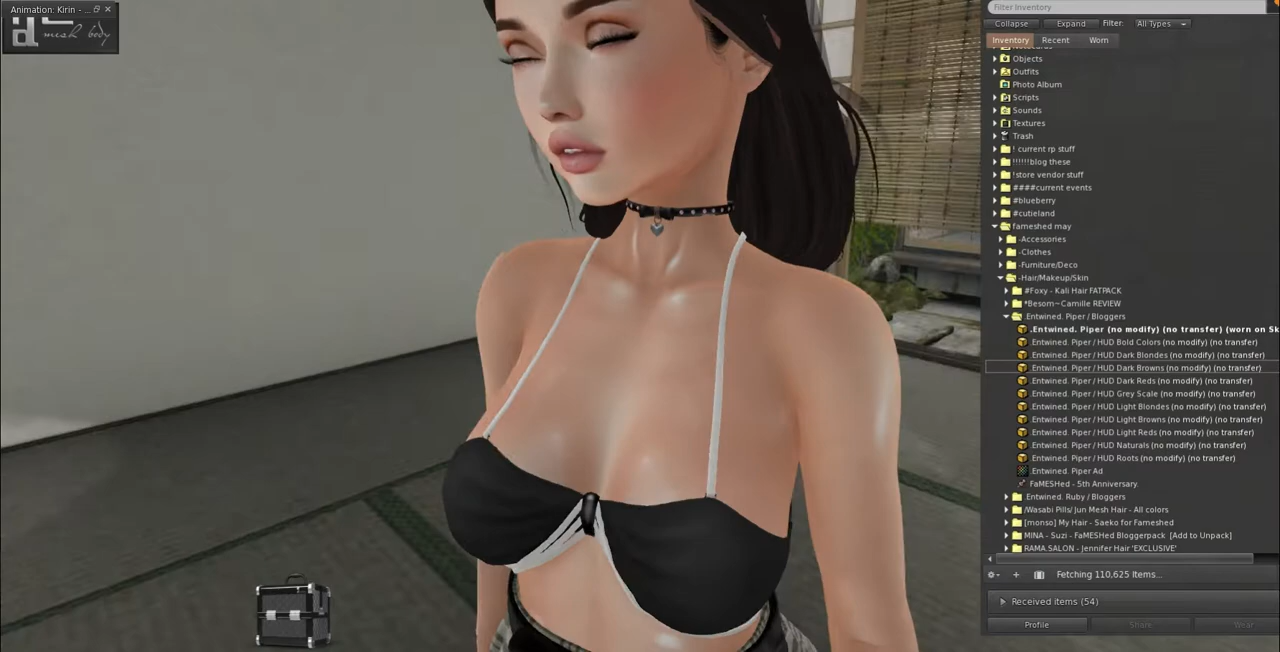 Animation: Kirin - ...
mesh body
Filter Inventory
Collapse Expand Filter: All Types
Inventory Recent Worn
Notecards
Objects
Outfits
Photo Album
Scripts
Sounds
Textures
Trash
! current rp stuff
!!!!!!blog these
!store vendor stuff
####current events
#blueberry
#cutieland
fameshed may
-Accessories
-Clothes
-Furniture/Deco
-Hair/Makeup/Skin
#Foxy - Kali Hair FATPACK
*Besom~Camille REVIEW
.Entwined. Piper / Bloggers
.Entwined. Piper (no modify) (no transfer) (worn on Sk
.Entwined. Piper / HUD Bold Colors (no modify) (no transfer)
.Entwined. Piper / HUD Dark Blondes (no modify) (no transfer)
.Entwined. Piper / HUD Dark Browns (no modify) (no transfer)
.Entwined. Piper / HUD Dark Reds (no modify) (no transfer)
.Entwined. Piper / HUD Grey Scale (no modify) (no transfer)
.Entwined. Piper / HUD Light Blondes (no modify) (no transfer)
.Entwined. Piper / HUD Light Browns (no modify) (no transfer)
.Entwined. Piper / HUD Light Reds (no modify) (no transfer)
.Entwined. Piper / HUD Naturals (no modify) (no transfer)
.Entwined. Piper / HUD Roots (no modify) (no transfer)
.Entwined. Piper Ad
FaMESHed - 5th Anniversary.
.Entwined. Ruby / Bloggers
/Wasabi Pills/ Jun Mesh Hair - All colors
[monso] My Hair - Saeko for Fameshed
MINA - Suzi - FaMESHed Bloggerpack [Add to Unpack]
RAMA.SALON - Jennifer Hair 'EXCLUSIVE'
Fetching 110,625 Items...
Received items (54)
Profile Share Wear